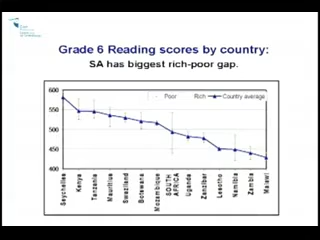 Grade 6 Reading scores by country:
SA has biggest rich-poor gap.
Poor Rich Country average
600
550
500
450
400
Seychelles
Kenya
Tanzania
Mauritius
Swaziland
Botswana
Mozambique
SOUTH AFRICA
Uganda
Zanzibar
Lesotho
Namibia
Zambia
Malawi